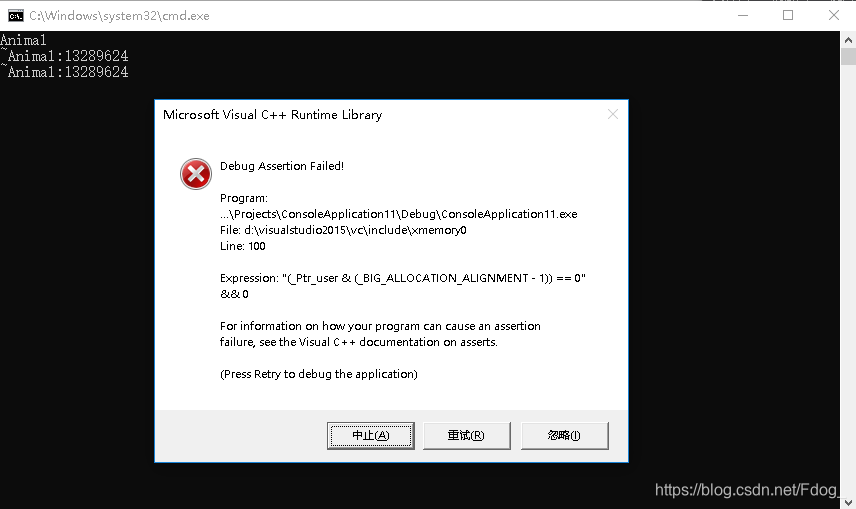 C:\Windows\system32\cmd.exe
Animal
~Animal:13289624
~Animal:13289624
Microsoft Visual C++ Runtime Library
Debug Assertion Failed!
Program:
...\Projects\ConsoleApplication11\Debug\ConsoleApplication11.exe
File: d:\visualstudio2015\vc\include\xmemory0
Line: 100
Expression: "(_Ptr_user & (_BIG_ALLOCATION_ALIGNMENT - 1)) == 0"
&& 0
For information on how your program can cause an assertion
failure, see the Visual C++ documentation on asserts.
(Press Retry to debug the application)
中止(A) 重试(R) 忽略(I)
https://blog.csdn.net/Fdog_